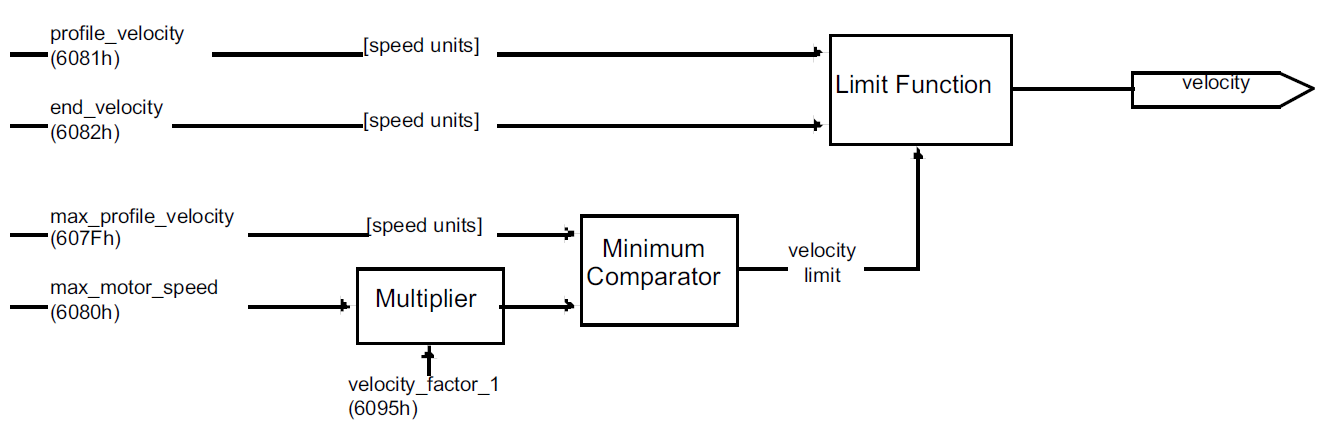 profile_velocity
(6081h)
[speed units]
end_velocity
(6082h)
[speed units]
Limit Function
velocity
max_profile_velocity
(607Fh)
[speed units]
max_motor_speed
(6080h)
Multiplier
velocity_factor_1
(6095h)
Minimum
Comparator
velocity
limit